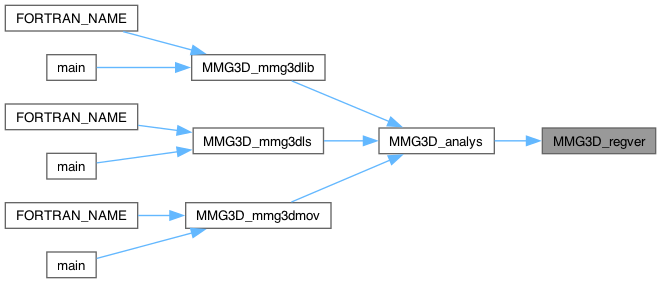 FORTRAN_NAME
main
MMG3D_mmg3dlib
FORTRAN_NAME
main
MMG3D_mmg3dls
MMG3D_analys
MMG3D_regver
FORTRAN_NAME
main
MMG3D_mmg3dmov